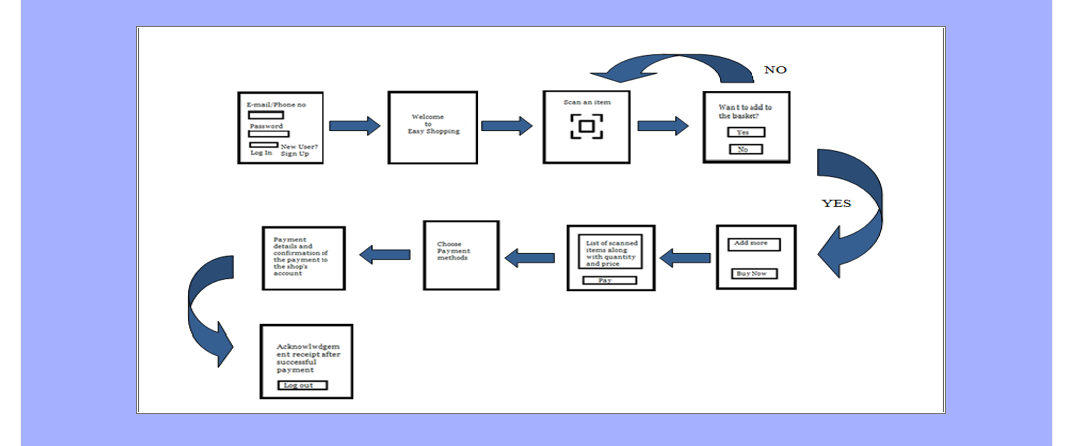 E-mail/Phone no
Password
New User?
Log In Sign Up
Welcome
to
Easy Shopping
Scan an item
NO
Want to add to
the basket?
Yes
No
YES
Add more
Buy Now
List of scanned
items along
with quantity
and price
Pay
Choose
Payment
methods
Payment
details and
confirmation of
the payment to
the shop's
account
Acknowlwdgem
ent receipt after
successful
payment
Log out